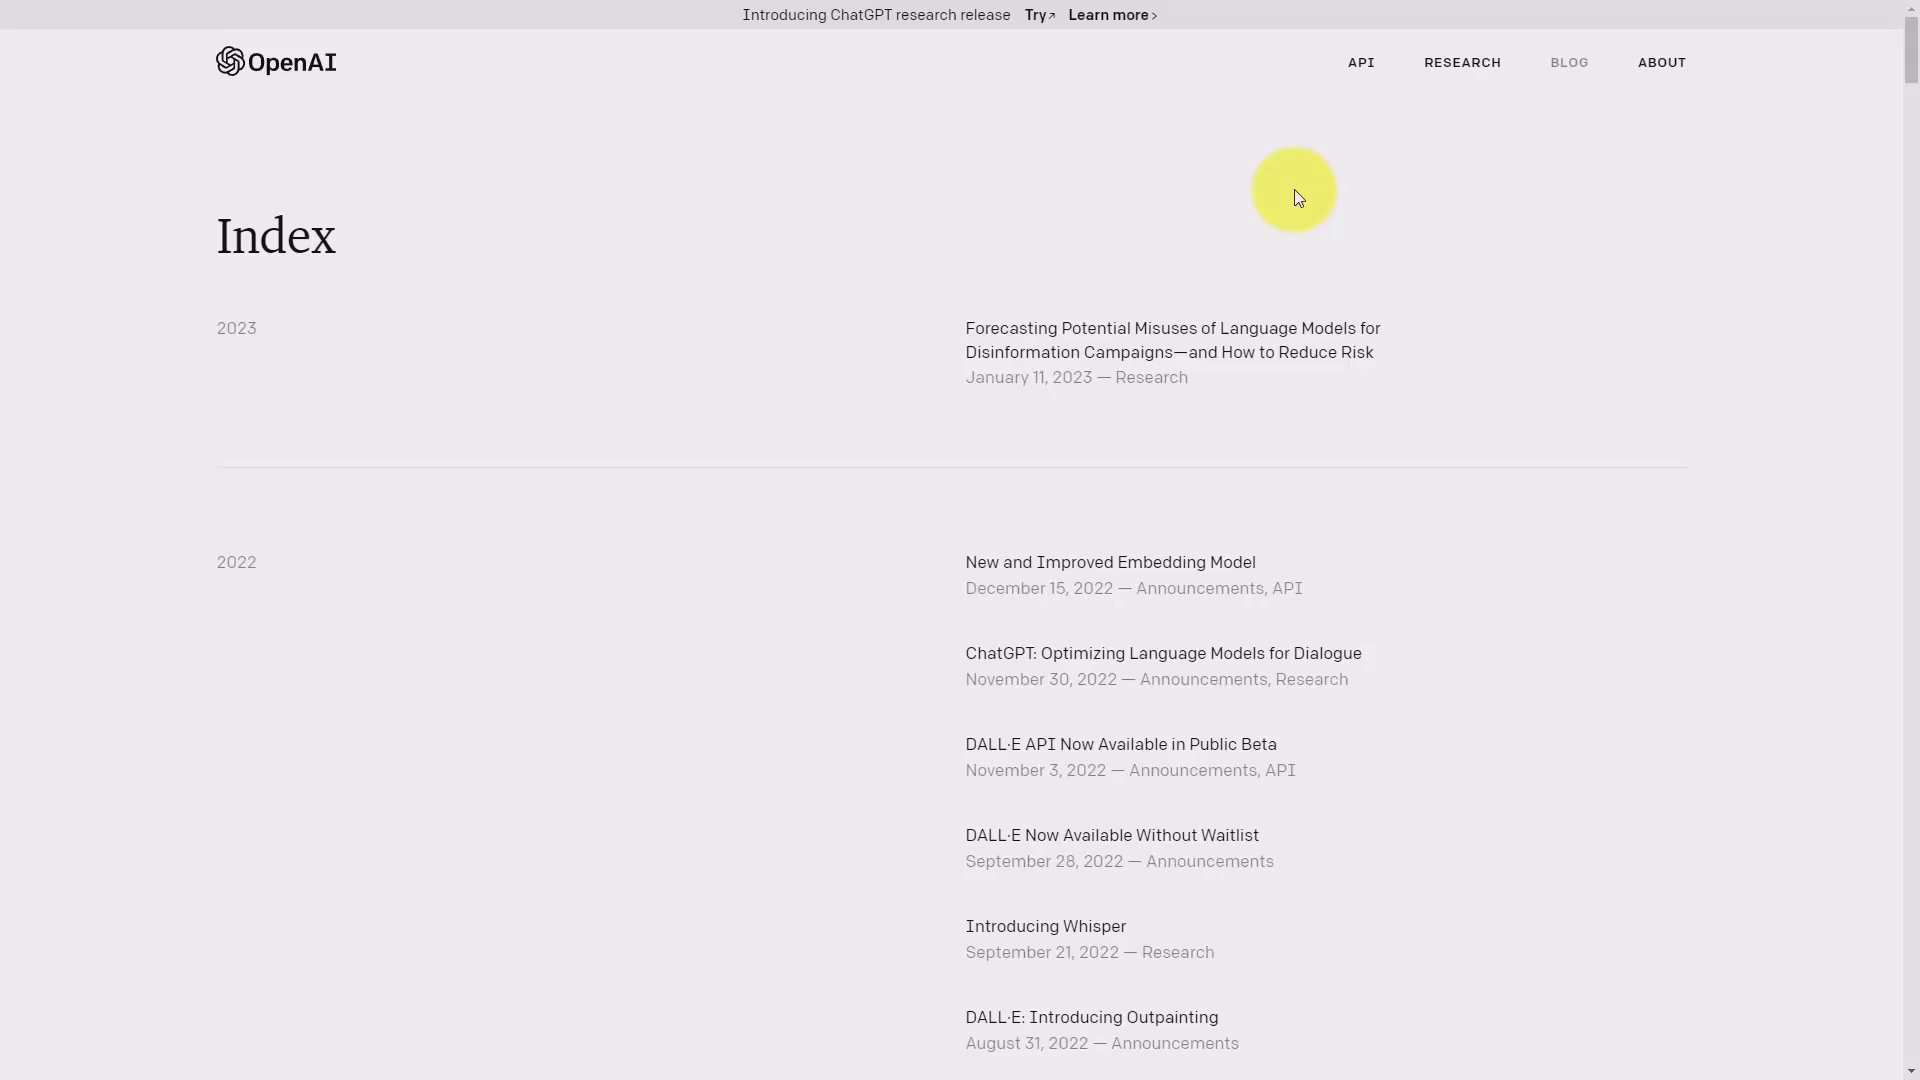 Introducing ChatGPT research release Try↗ Learn more ›
OpenAI
API RESEARCH BLOG ABOUT
Index
2023
Forecasting Potential Misuses of Language Models for
Disinformation Campaigns—and How to Reduce Risk
January 11, 2023 — Research
2022
New and Improved Embedding Model
December 15, 2022 — Announcements, API
ChatGPT: Optimizing Language Models for Dialogue
November 30, 2022 — Announcements, Research
DALL·E API Now Available in Public Beta
November 3, 2022 — Announcements, API
DALL·E Now Available Without Waitlist
September 28, 2022 — Announcements
Introducing Whisper
September 21, 2022 — Research
DALL·E: Introducing Outpainting
August 31, 2022 — Announcements